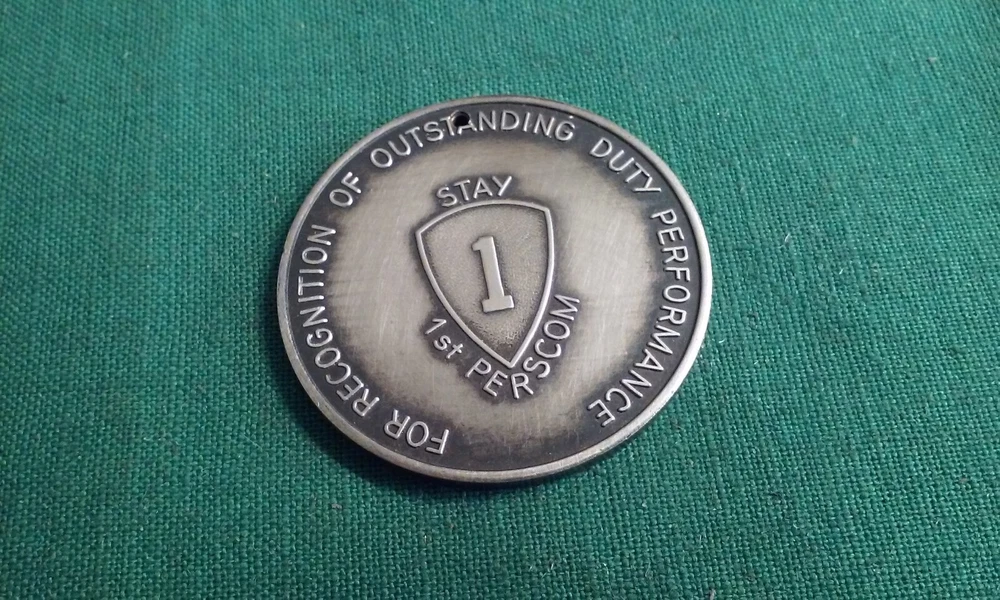 FOR RECOGNITION OF OUTSTANDING DUTY PERFORMANCE
STAY
1
1st PERSCOM